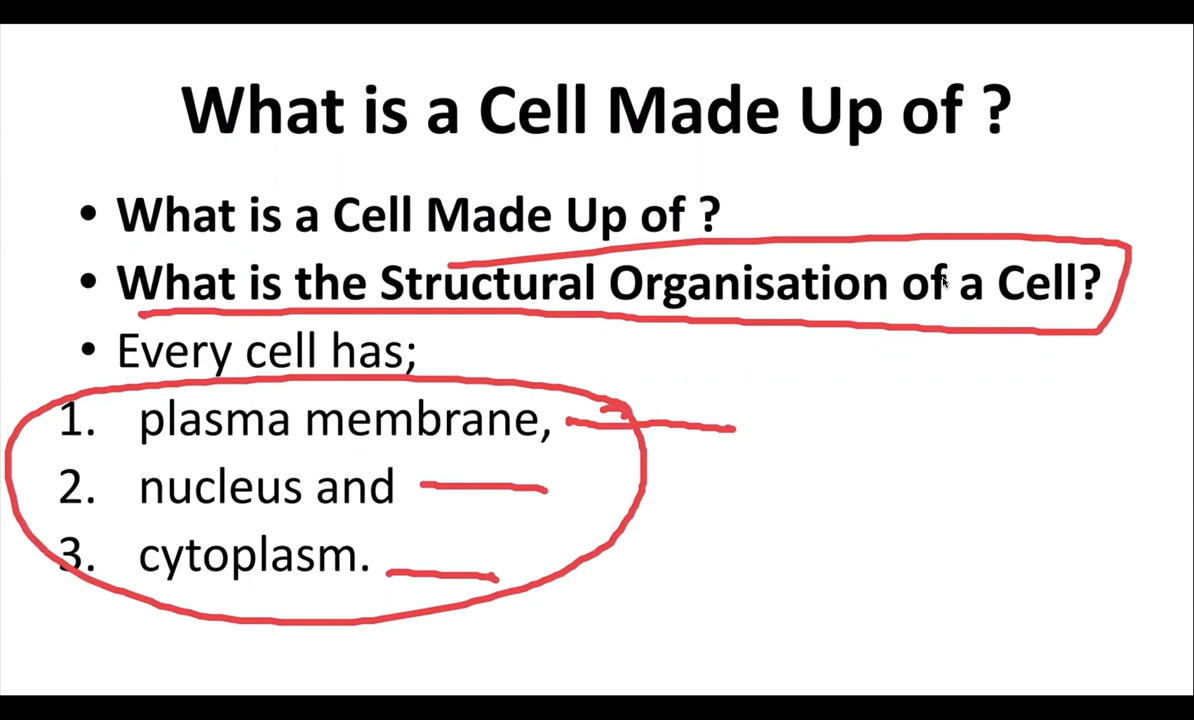 What is a Cell Made Up of ?
• What is a Cell Made Up of ?
• What is the Structural Organisation of a Cell?
• Every cell has;
1. plasma membrane,
2. nucleus and
3. cytoplasm.